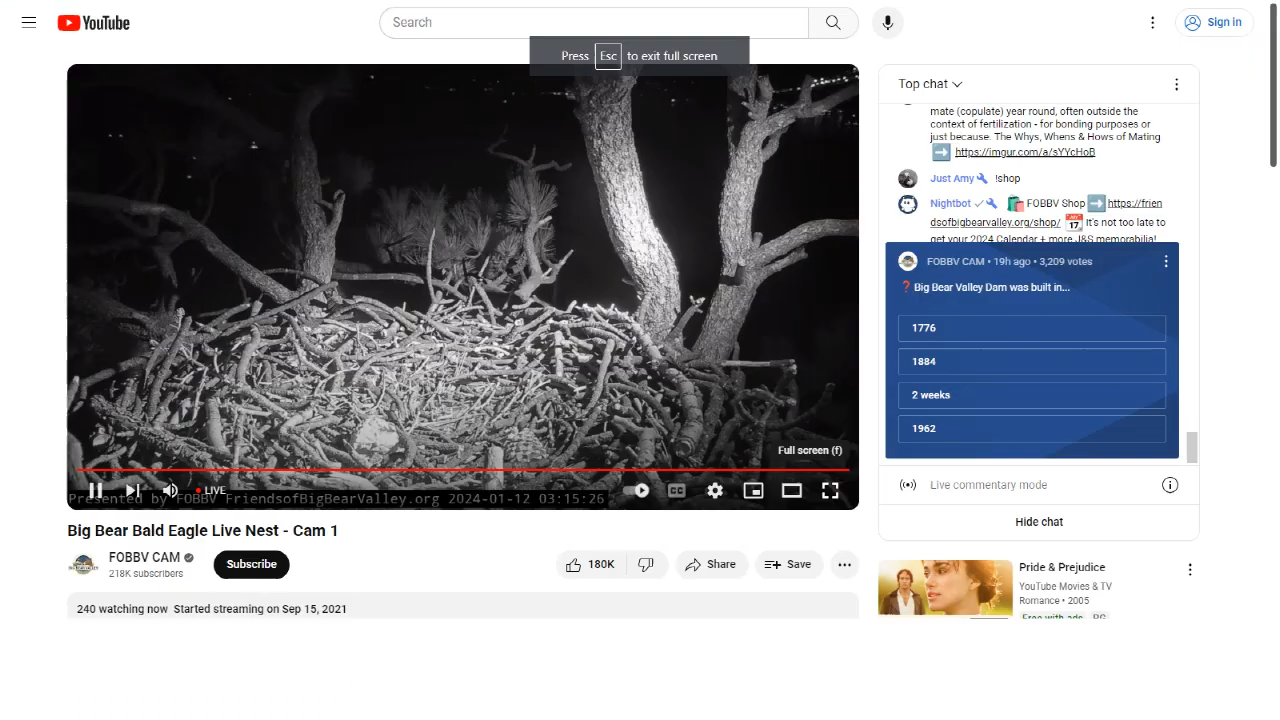 YouTube
Search
Sign in
Press Esc to exit full screen
Top chat
mate (copulate) year round, often outside the
context of fertilization - for bonding purposes or
just because. The Whys, Whens & Hows of Mating
https://imgur.com/a/sYYcHoB
Just Amy !shop
Nightbot FOBBV Shop https://frien
dsofbigbearvalley.org/shop/ It's not too late to
get your 2024 Calendar + more J&S memorabilia!
FOBBV CAM • 19h ago • 3,209 votes
❓Big Bear Valley Dam was built in...
1776
1884
2 weeks
1962
Full screen (f)
LIVE
Presented by FOBBV FriendsofBigBearValley.org 2024-01-12 03:15:26
CC
Live commentary mode
Hide chat
Big Bear Bald Eagle Live Nest - Cam 1
FOBBV CAM
218K subscribers
Subscribe
180K
Share
Save
240 watching now Started streaming on Sep 15, 2021
Pride & Prejudice
YouTube Movies & TV
Romance • 2005
Free with ads PG